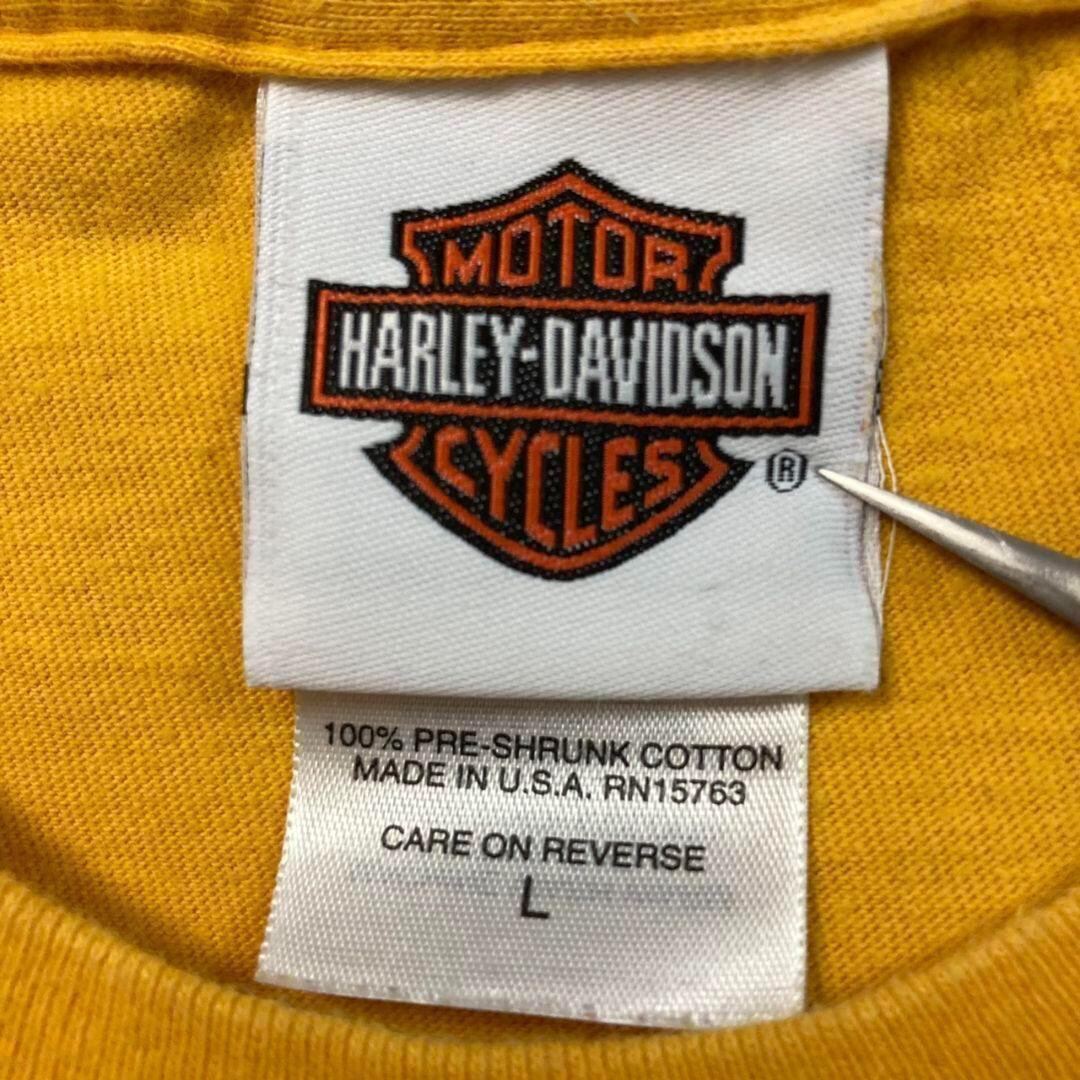 MOTOR
HARLEY-DAVIDSON
CYCLES
®
100% PRE-SHRUNK COTTON
MADE IN U.S.A. RN15763
CARE ON REVERSE
L